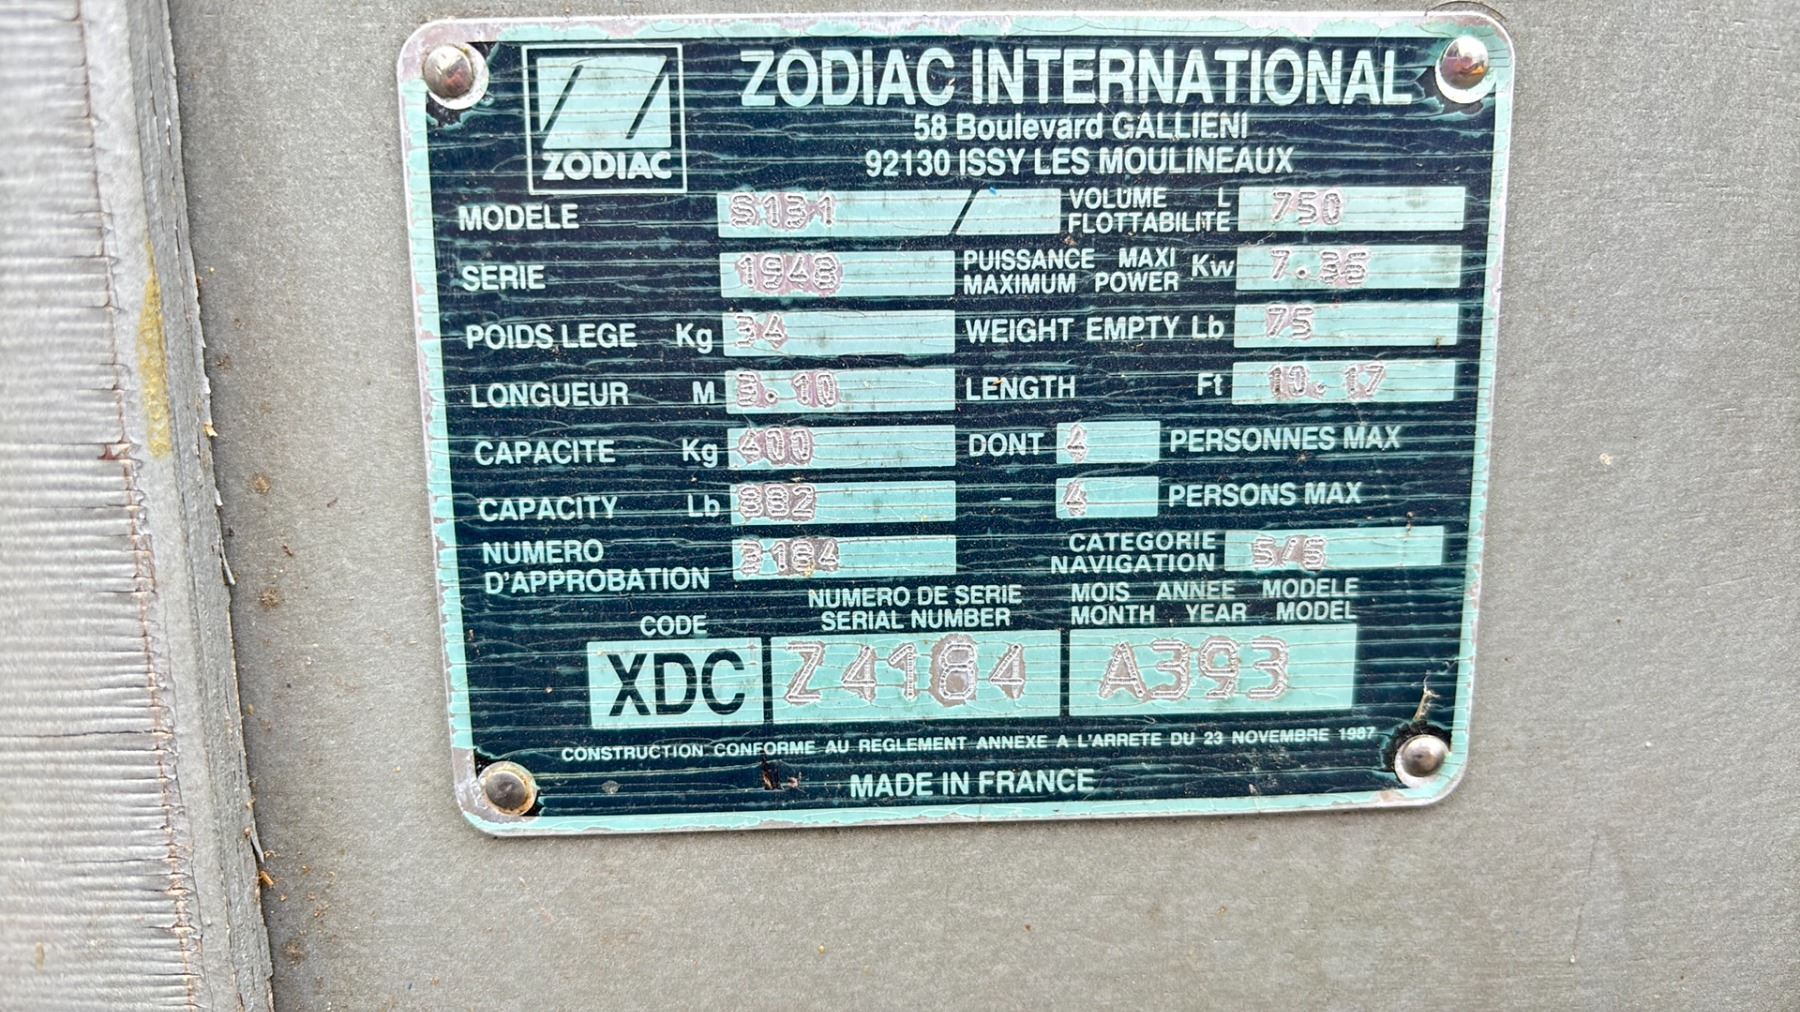 ZODIAC
ZODIAC INTERNATIONAL
58 Boulevard GALLIENI
92130 ISSY LES MOULINEAUX
MODELE S131 / VOLUME L FLOTTABILITE 750
SERIE 1948 PUISSANCE MAXI MAXIMUM POWER Kw 7.35
POIDS LEGE Kg 34 WEIGHT EMPTY Lb 75
LONGUEUR M 3.10 LENGTH Ft 10.17
CAPACITE Kg 400 DONT 4 PERSONNES MAX
CAPACITY Lb 882 - 4 PERSONS MAX
NUMERO D'APPROBATION 3184 CATEGORIE NAVIGATION 5/6
CODE NUMERO DE SERIE MOIS ANNEE MODELE
SERIAL NUMBER MONTH YEAR MODEL
XDC Z4184 A393
CONSTRUCTION CONFORME AU REGLEMENT ANNEXE A L'ARRETE DU 23 NOVEMBRE 1987
MADE IN FRANCE